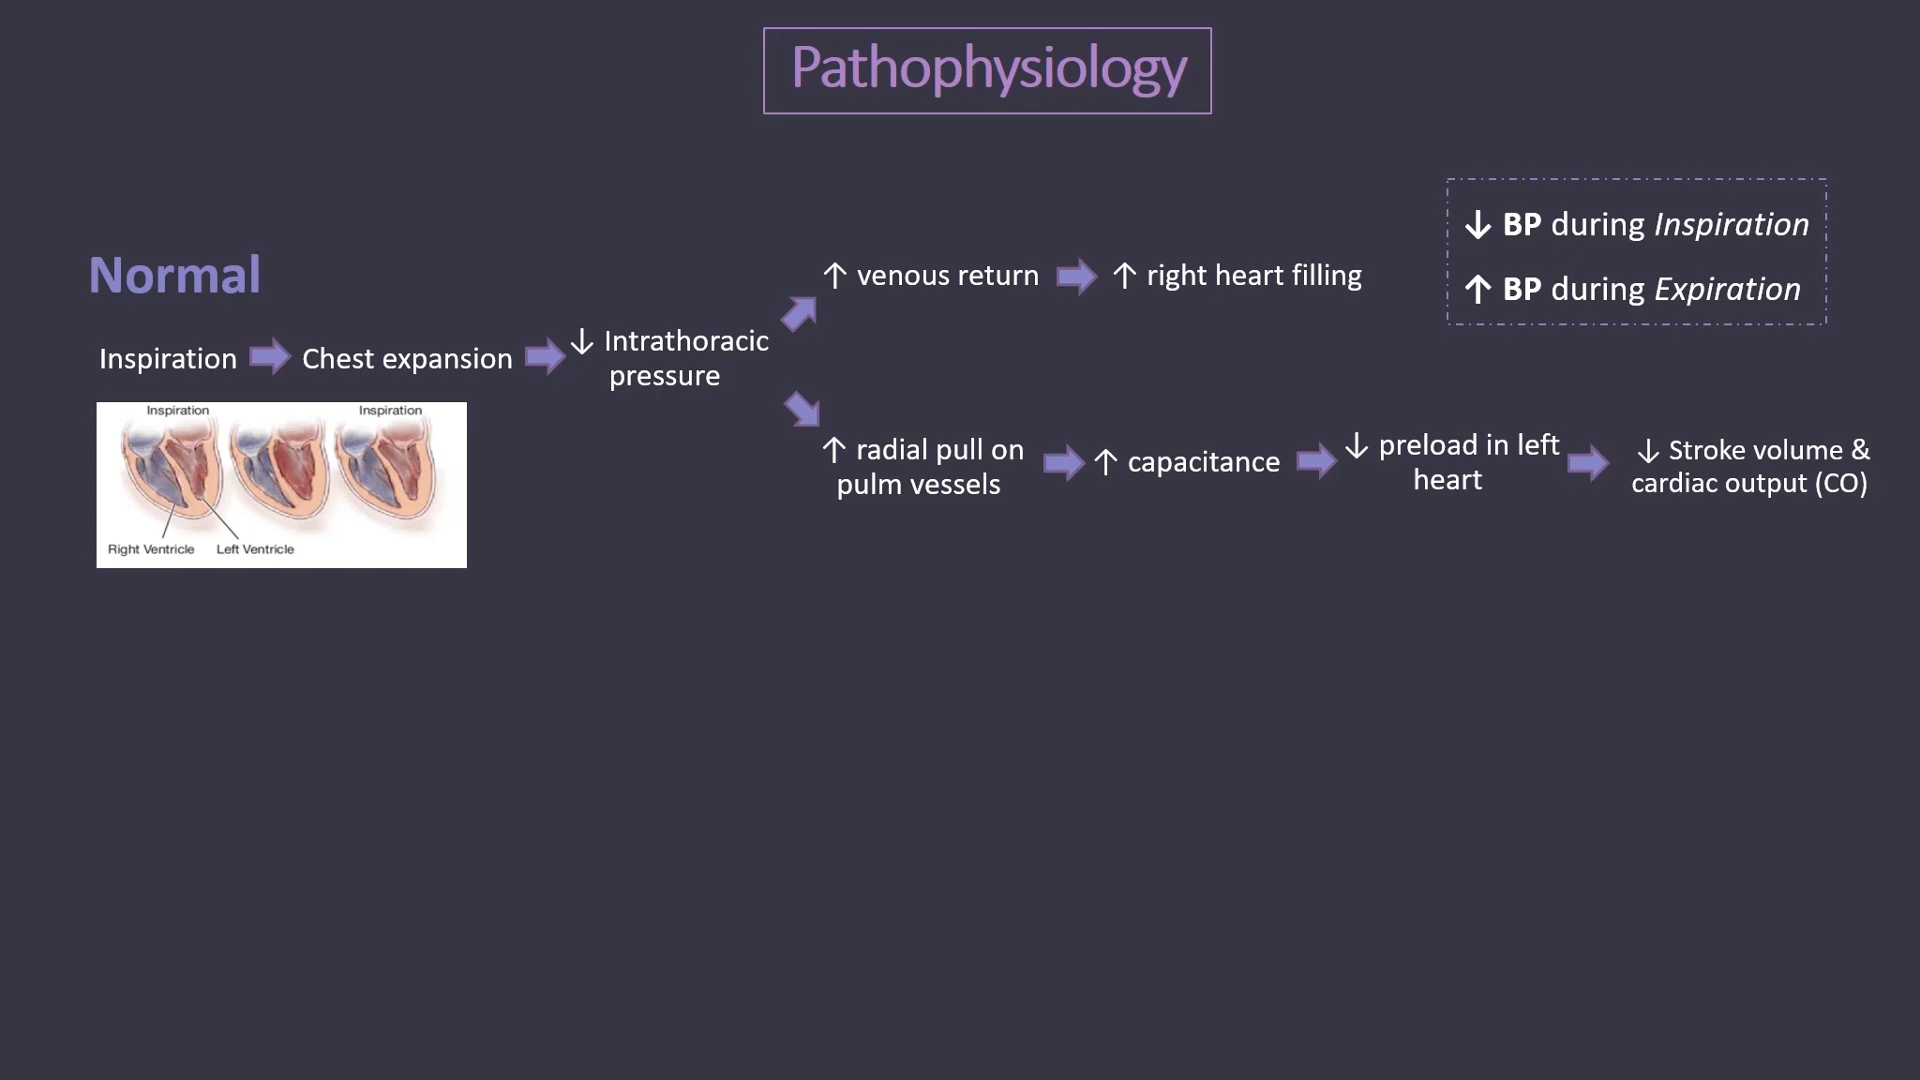 Pathophysiology
↓ BP during Inspiration
↑ BP during Expiration
Normal
↑ venous return
↑ right heart filling
Inspiration
Chest expansion
↓ Intrathoracic
pressure
↑ radial pull on
pulm vessels
↑ capacitance
↓ preload in left
heart
↓ Stroke volume &
cardiac output (CO)
Inspiration
Inspiration
Right Ventricle
Left Ventricle